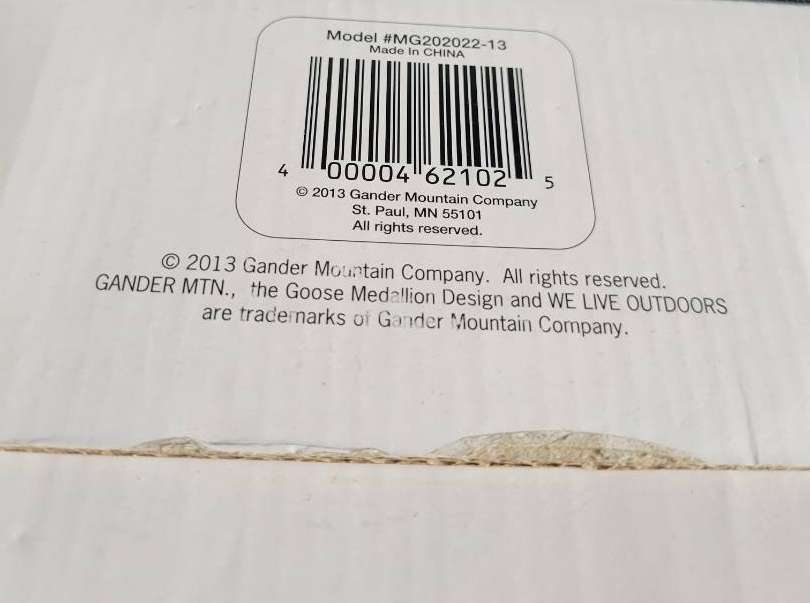 Model #MG202022-13
Made In CHINA
4 00004 62102 5
© 2013 Gander Mountain Company
St. Paul, MN 55101
All rights reserved.
© 2013 Gander Mountain Company. All rights reserved.
GANDER MTN., the Goose Medallion Design and WE LIVE OUTDOORS
are trademarks of Gander Mountain Company.